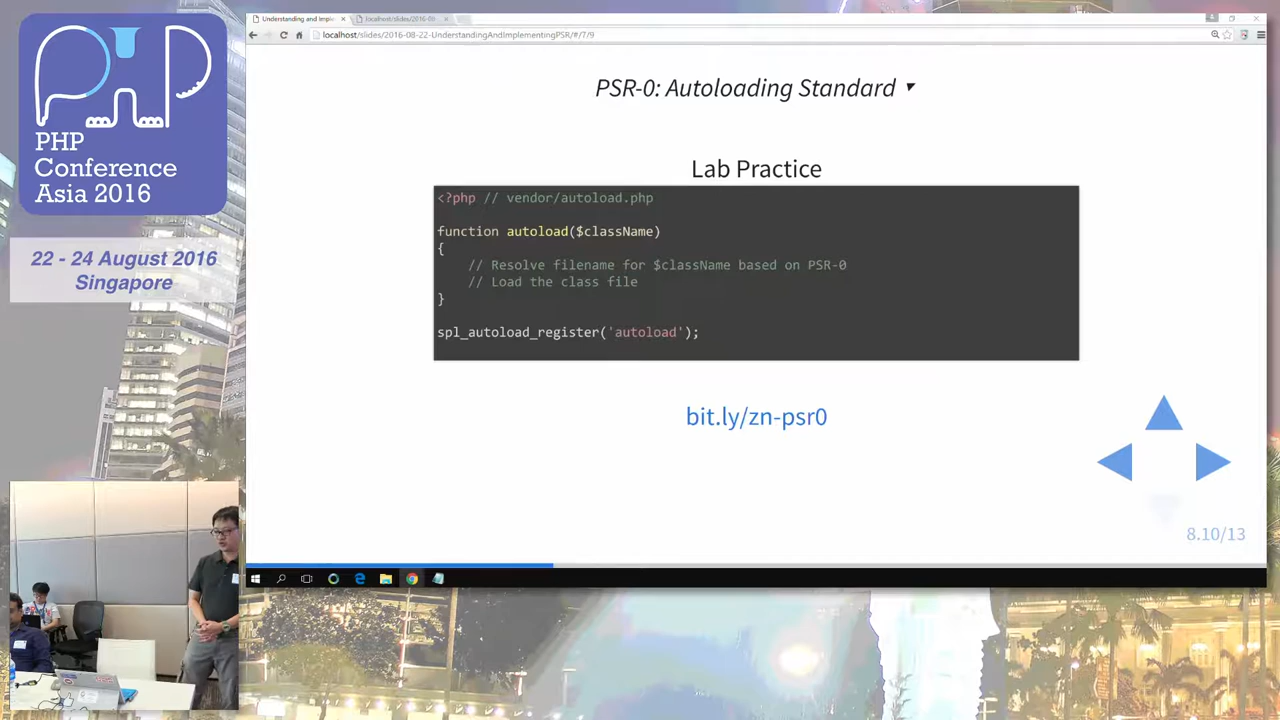 PHP
Conference
Asia 2016
22 - 24 August 2016
Singapore
localhost/slides/2016-08-22-UnderstandingAndImplementingPSR/#/7/9
PSR-0: Autoloading Standard
Lab Practice
<?php // vendor/autoload.php
function autoload($className)
{
// Resolve filename for $className based on PSR-0
// Load the class file
}
spl_autoload_register('autoload');
bit.ly/zn-psr0
8.10/13